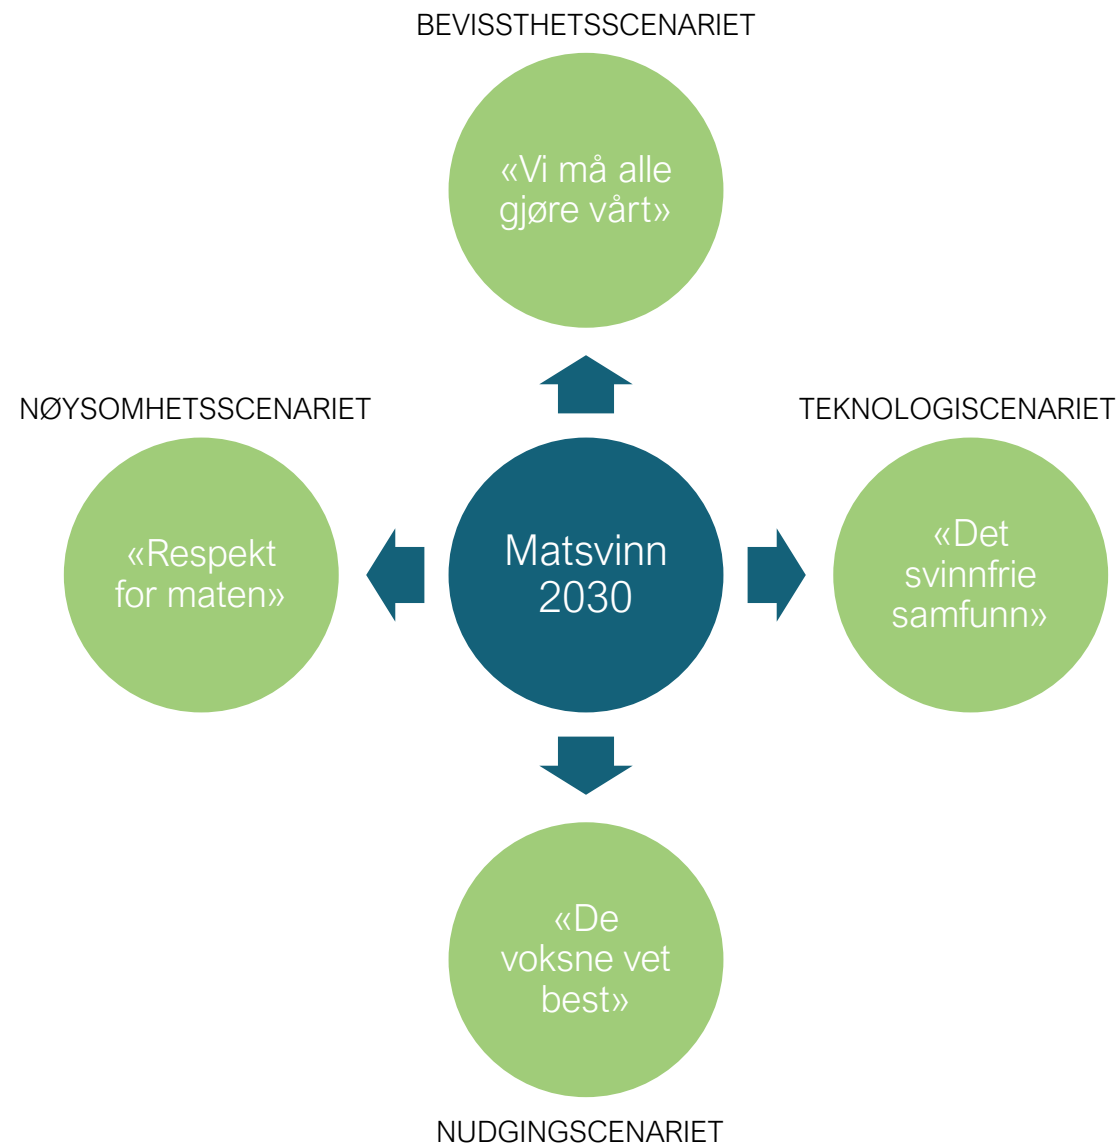 BEVISSTHETSSCENARIET
«Vi må alle
gjøre vårt»
NØYSOMHETSSCENARIET
«Respekt
for maten»
Matsvinn
2030
TEKNOLOGISCENARIET
«Det
svinnfrie
samfunn»
«De
voksne vet
best»
NUDGINGSCENARIET